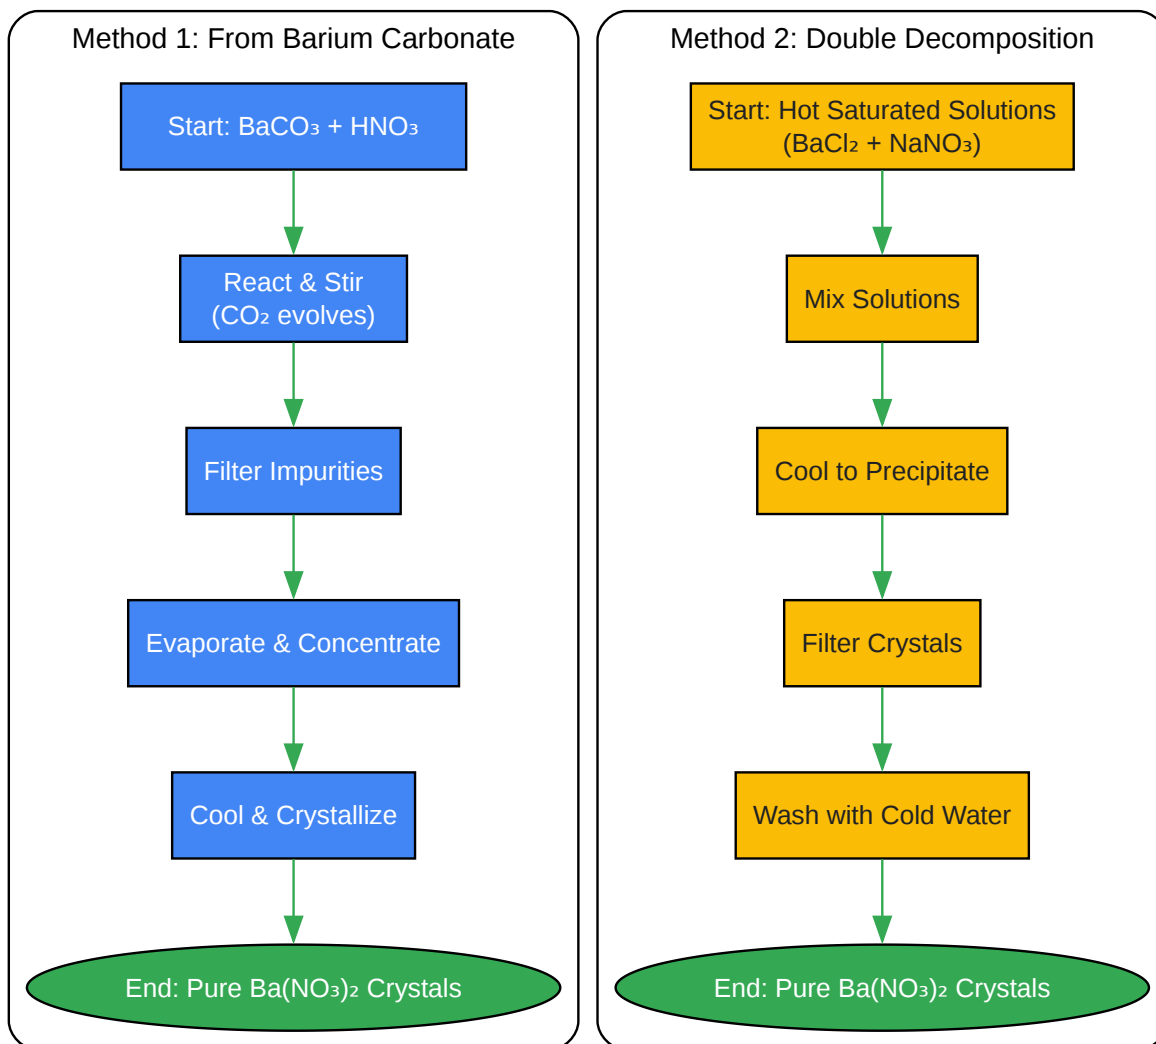 Method 1: From Barium Carbonate
Start: BaCO₃ + HNO₃
React & Stir
(CO₂ evolves)
Filter Impurities
Evaporate & Concentrate
Cool & Crystallize
End: Pure Ba(NO₃)₂ Crystals
Method 2: Double Decomposition
Start: Hot Saturated Solutions
(BaCl₂ + NaNO₃)
Mix Solutions
Cool to Precipitate
Filter Crystals
Wash with Cold Water
End: Pure Ba(NO₃)₂ Crystals